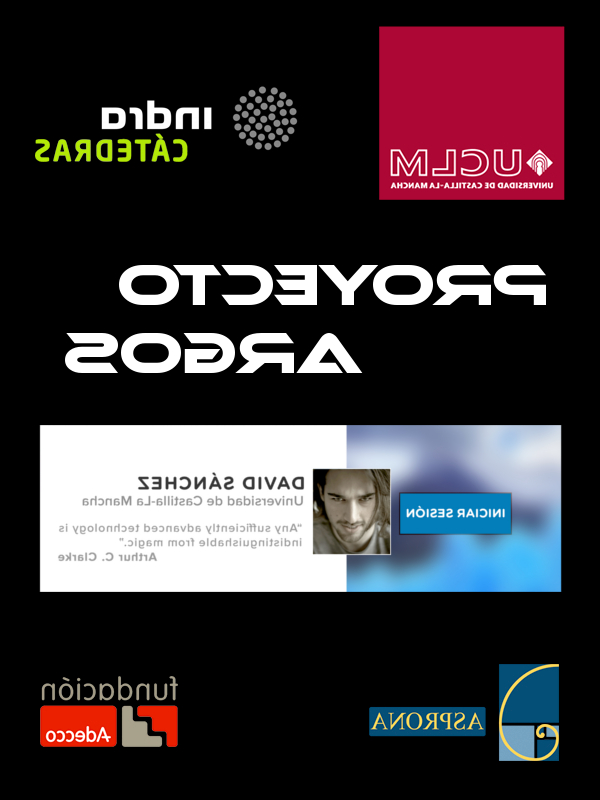 indra
CÁTEDRAS
UCLM
UNIVERSIDAD DE CASTILLA-LA MANCHA
PROYECTO
ARGOS
DAVID SÁNCHEZ
Universidad de Castilla-La Mancha
"Any sufficiently advanced technology is
indistinguishable from magic."
Arthur C. Clarke
INICIAR SESIÓN
fundación
Adecco
ASPRONA